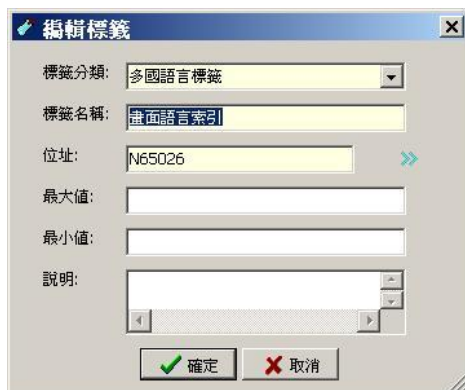 編輯標籤
標籤分類: 多國語言標籤
標籤名稱: 畫面語言索引
位址: N65026
最大值:
最小值:
說明:
確定 取消